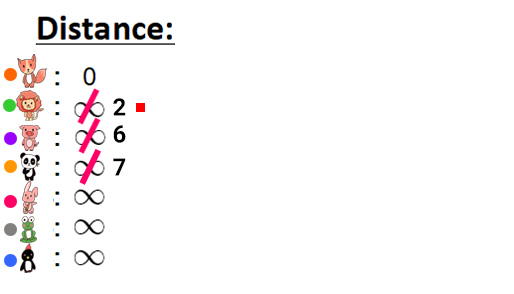 Distance:
: 0
: ∞ 2
: ∞ 6
: ∞ 7
: ∞
: ∞
: ∞